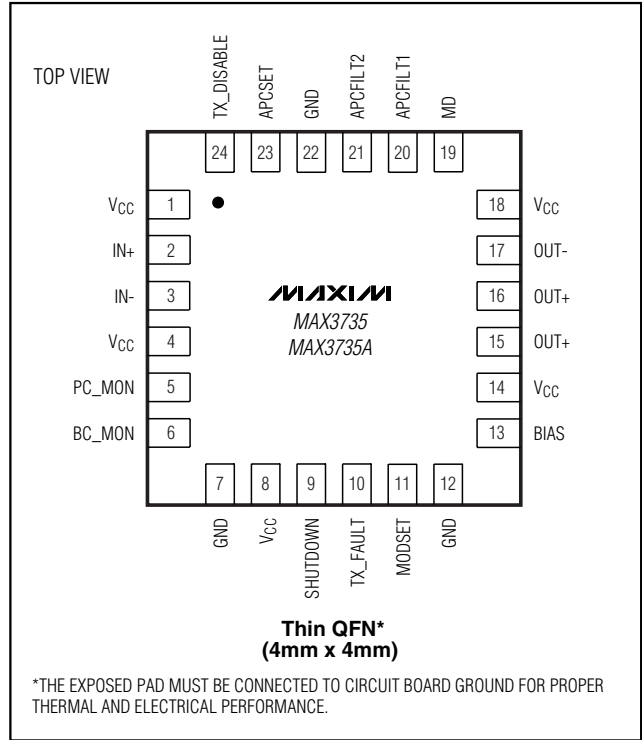 TOP VIEW
TX_DISABLE
APCSET
GND
APCFILT2
APCFILT1
MD
24 23 22 21 20 19
VCC 1 18 VCC
IN+ 2 17 OUT-
IN- 3 16 OUT+
VCC 4 15 OUT+
PC_MON 5 14 VCC
BC_MON 6 13 BIAS
MAXIM
MAX3735
MAX3735A
7 8 9 10 11 12
GND
VCC
SHUTDOWN
TX_FAULT
MODSET
GND
Thin QFN*
(4mm x 4mm)
*THE EXPOSED PAD MUST BE CONNECTED TO CIRCUIT BOARD GROUND FOR PROPER
THERMAL AND ELECTRICAL PERFORMANCE.